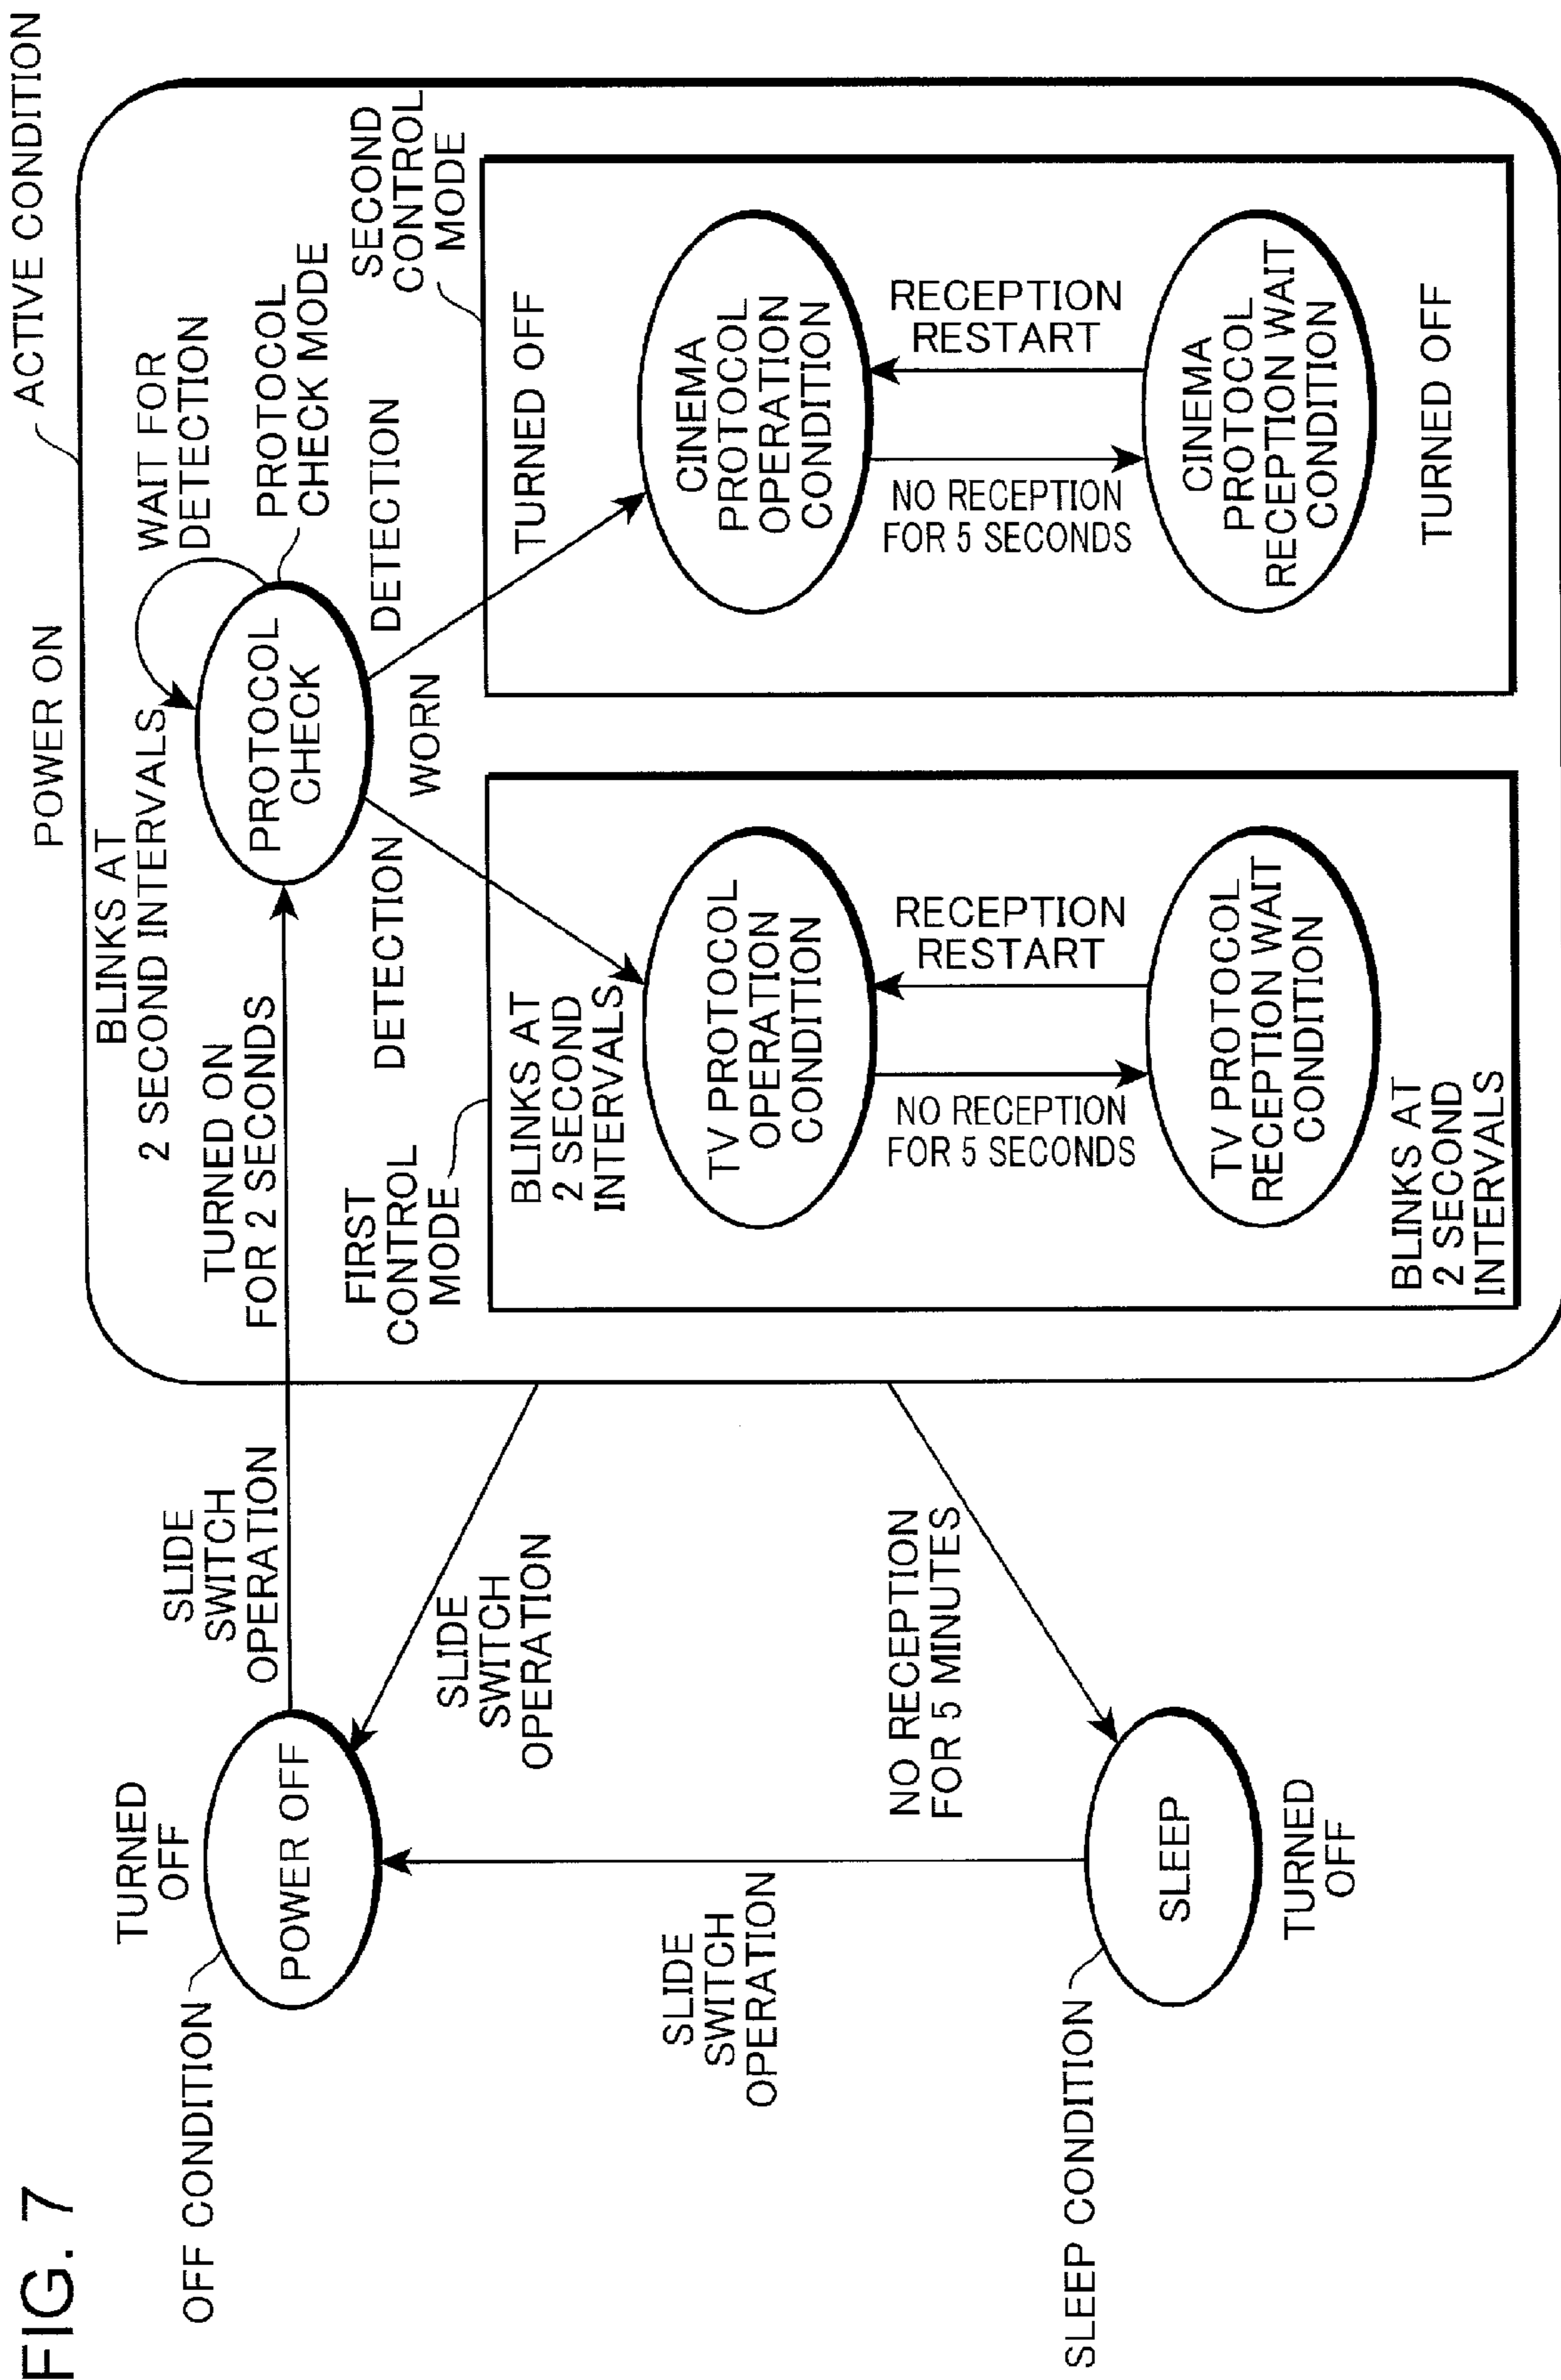 FIG. 7
OFF CONDITION
TURNED
OFF
POWER OFF
SLIDE
SWITCH
OPERATION
SLIDE
SWITCH
OPERATION
SLIDE
SWITCH
OPERATION
NO RECEPTION
FOR 5 MINUTES
SLEEP CONDITION
SLEEP
TURNED
OFF
POWER ON
ACTIVE CONDITION
BLINKS AT
2 SECOND INTERVALS
TURNED ON
FOR 2 SECONDS
WAIT FOR
DETECTION
PROTOCOL
CHECK
PROTOCOL
CHECK MODE
DETECTION
WORN
DETECTION
FIRST
CONTROL
MODE
BLINKS AT
2 SECOND
INTERVALS
TV PROTOCOL
OPERATION
CONDITION
NO RECEPTION
FOR 5 SECONDS
RECEPTION
RESTART
TV PROTOCOL
RECEPTION WAIT
CONDITION
BLINKS AT
2 SECOND
INTERVALS
SECOND
CONTROL
MODE
TURNED OFF
CINEMA
PROTOCOL
OPERATION
CONDITION
NO RECEPTION
FOR 5 SECONDS
RECEPTION
RESTART
CINEMA
PROTOCOL
RECEPTION WAIT
CONDITION
TURNED OFF